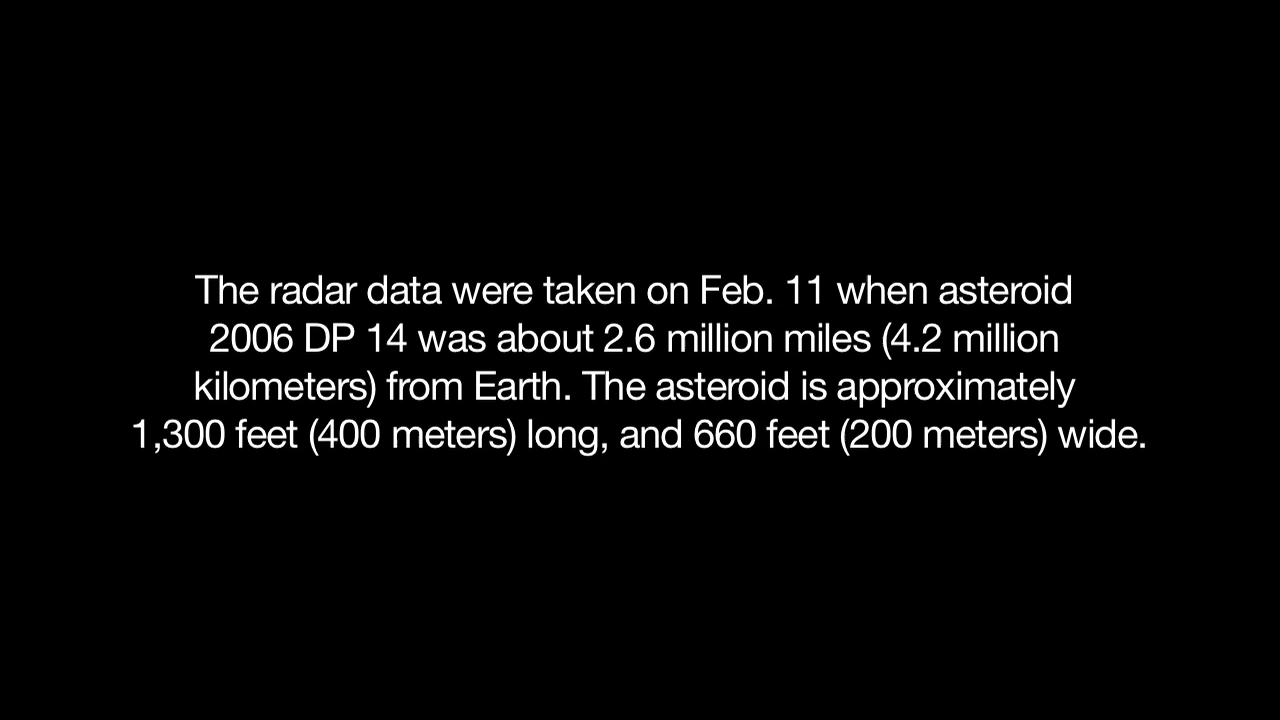 The radar data were taken on Feb. 11 when asteroid
2006 DP 14 was about 2.6 million miles (4.2 million
kilometers) from Earth. The asteroid is approximately
1,300 feet (400 meters) long, and 660 feet (200 meters) wide.